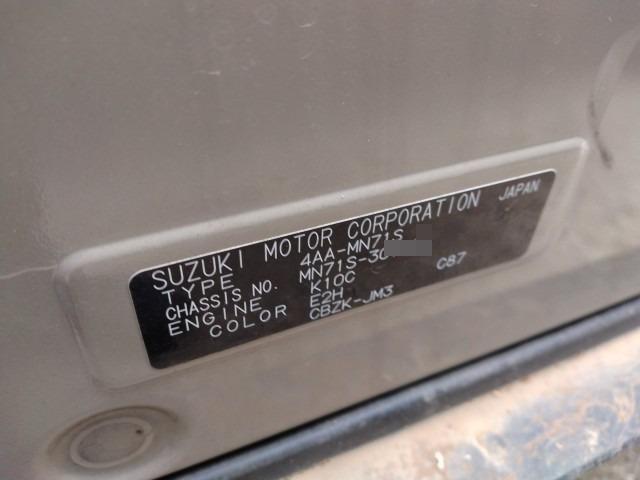 SUZUKI MOTOR CORPORATION JAPAN
TYPE 4AA-MN71S
CHASSIS NO. MN71S-30
ENGINE K10C
E2H C87
COLOR CBZK-JM3